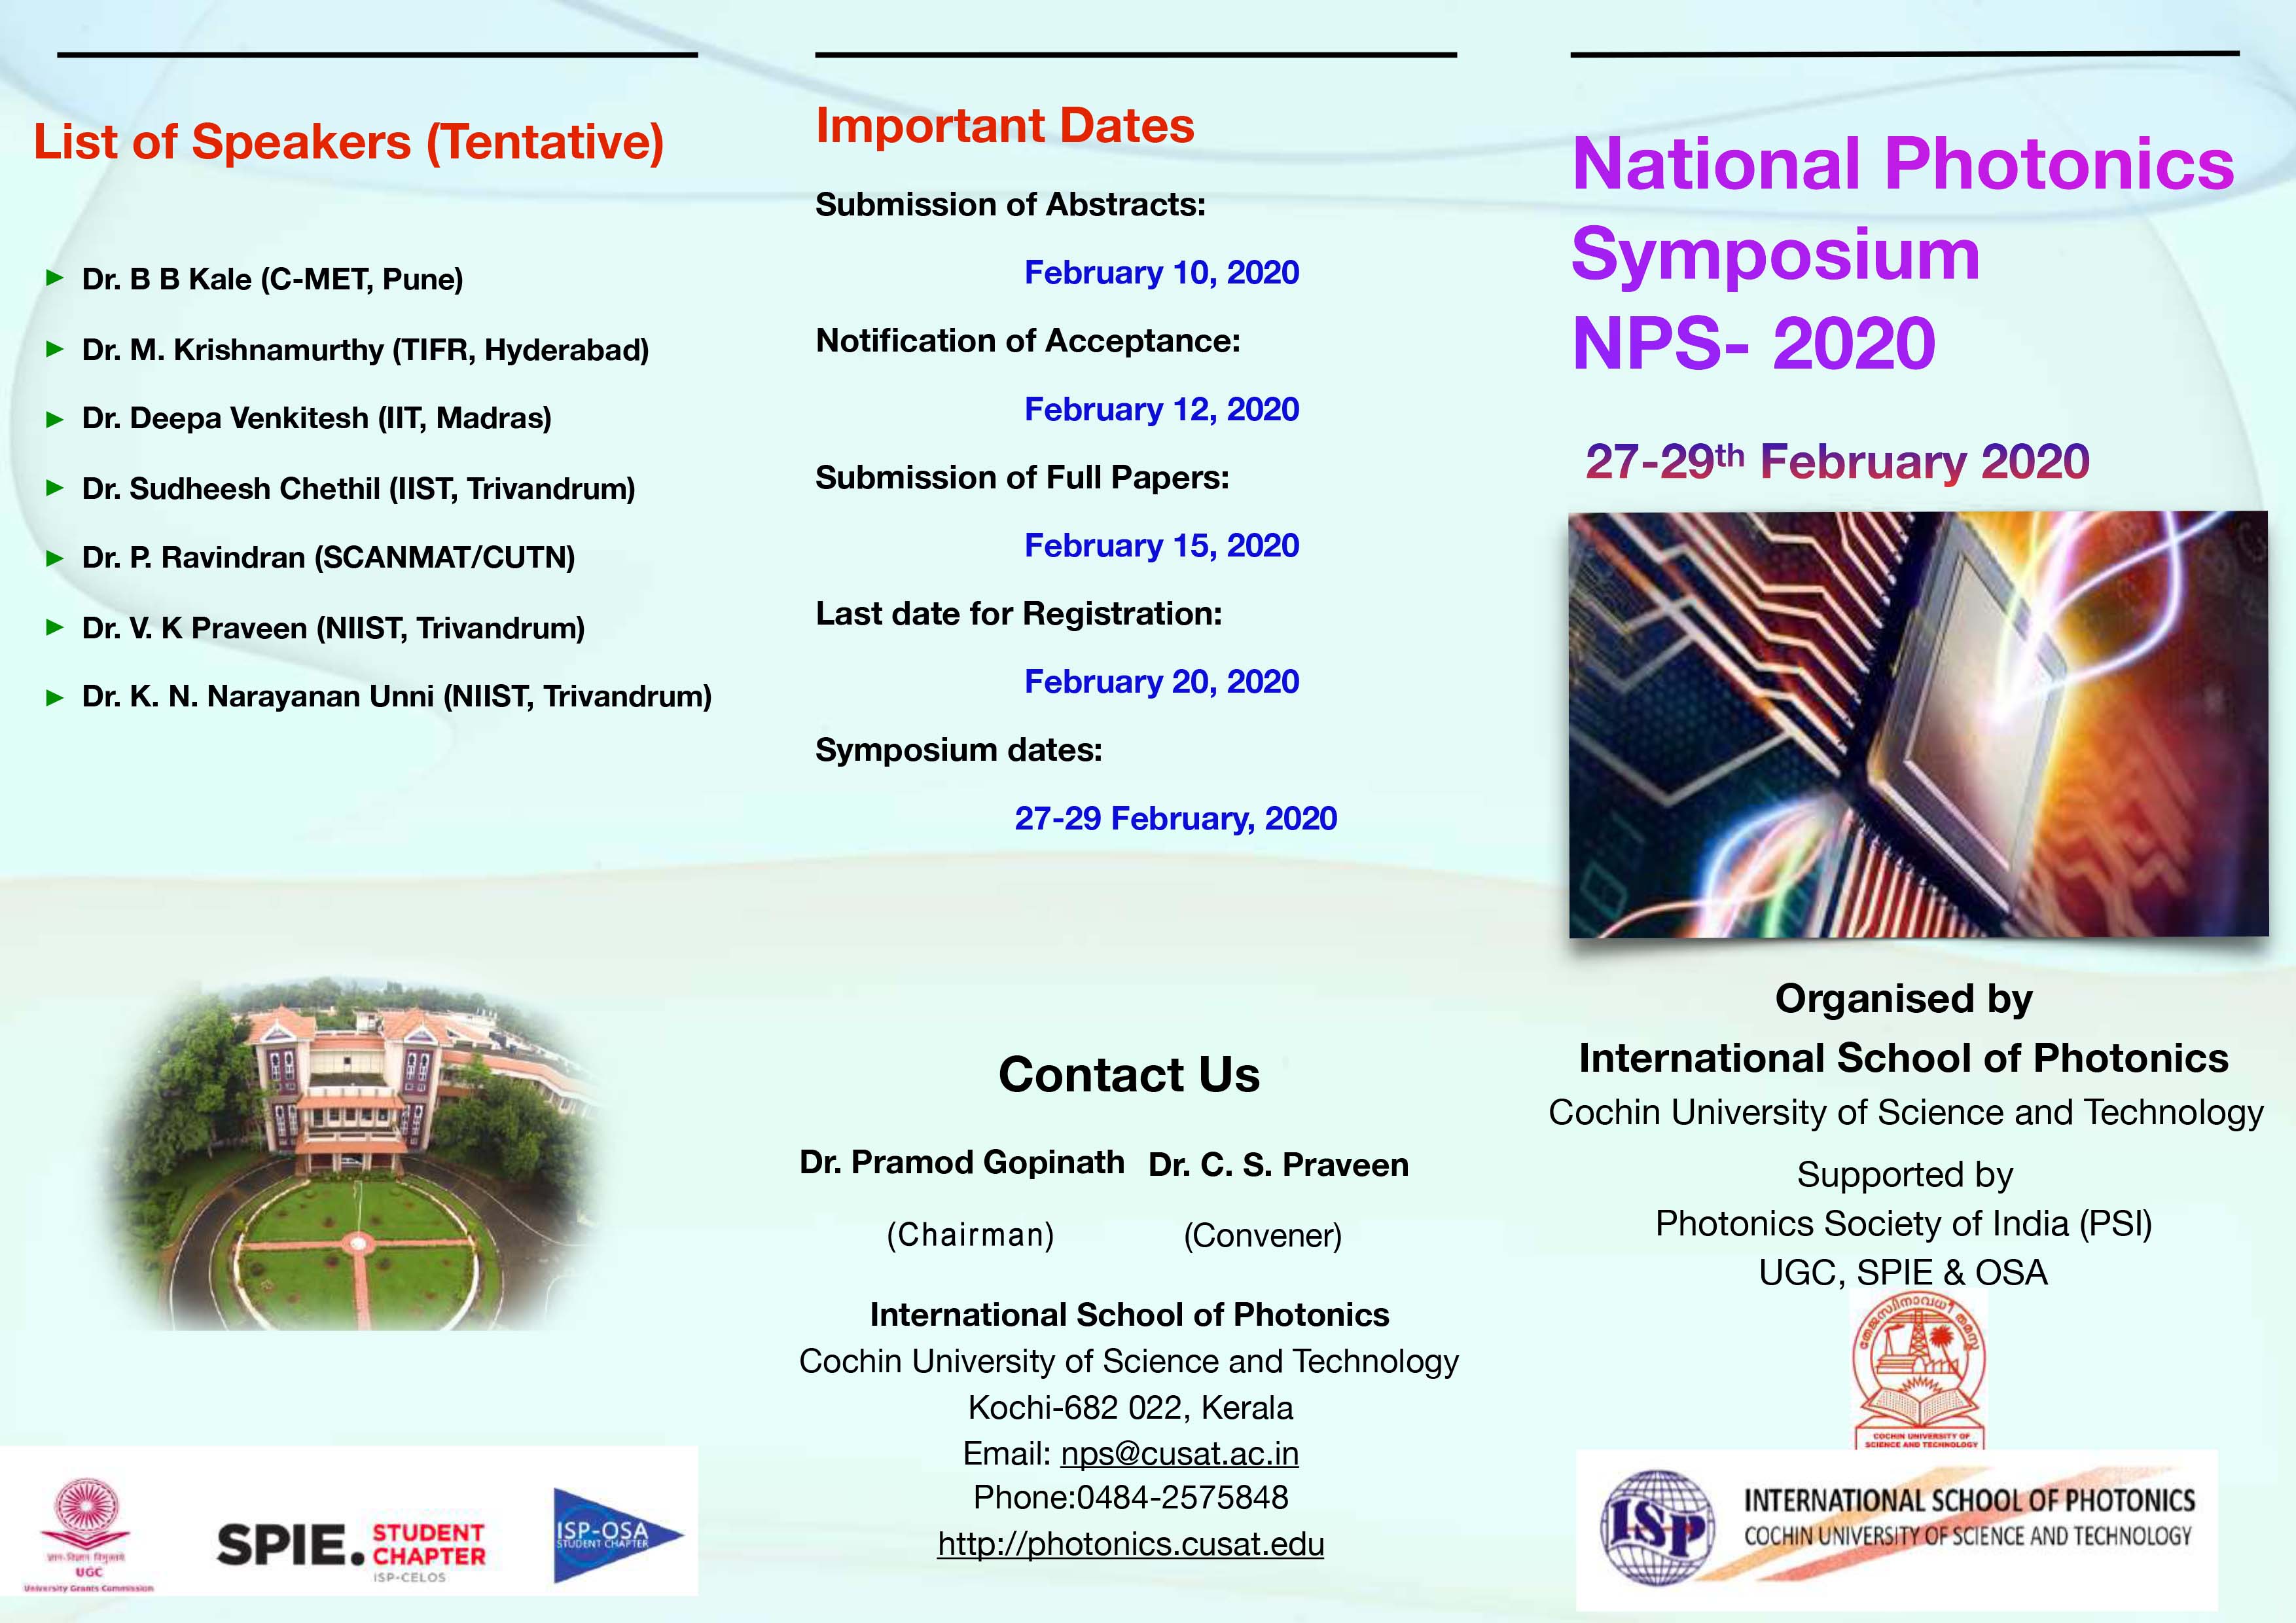 List of Speakers (Tentative)
Dr. B B Kale (C-MET, Pune)
Dr. M. Krishnamurthy (TIFR, Hyderabad)
Dr. Deepa Venkitesh (IIT, Madras)
Dr. Sudheesh Chethil (IIST, Trivandrum)
Dr. P. Ravindran (SCANMAT/CUTN)
Dr. V. K Praveen (NIIST, Trivandrum)
Dr. K. N. Narayanan Unni (NIIST, Trivandrum)
ज्ञान-विज्ञान विमुक्तये
UGC
University Grants Commission
SPIE. STUDENT
CHAPTER
ISP-CELOS
ISP-OSA
STUDENT CHAPTER
Important Dates
Submission of Abstracts:
February 10, 2020
Notification of Acceptance:
February 12, 2020
Submission of Full Papers:
February 15, 2020
Last date for Registration:
February 20, 2020
Symposium dates:
27-29 February, 2020
Contact Us
Dr. Pramod Gopinath Dr. C. S. Praveen
(Chairman) (Convener)
International School of Photonics
Cochin University of Science and Technology
Kochi-682 022, Kerala
Email: nps@cusat.ac.in
Phone:0484-2575848
http://photonics.cusat.edu
National Photonics
Symposium
NPS- 2020
27-29th February 2020
Organised by
International School of Photonics
Cochin University of Science and Technology
Supported by
Photonics Society of India (PSI)
UGC, SPIE & OSA
തേജസ്വിനാവധീതമസ്തു
COCHIN UNIVERSITY OF
SCIENCE AND TECHNOLOGY
ISP
INTERNATIONAL SCHOOL OF PHOTONICS
COCHIN UNIVERSITY OF SCIENCE AND TECHNOLOGY